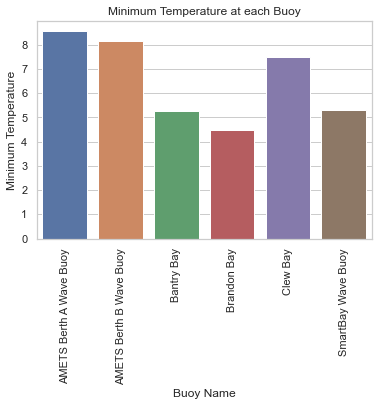 Minimum Temperature at each Buoy
Minimum Temperature
8
7
6
5
4
3
2
1
0
AMETS Berth A Wave Buoy
AMETS Berth B Wave Buoy
Bantry Bay
Brandon Bay
Clew Bay
SmartBay Wave Buoy
Buoy Name